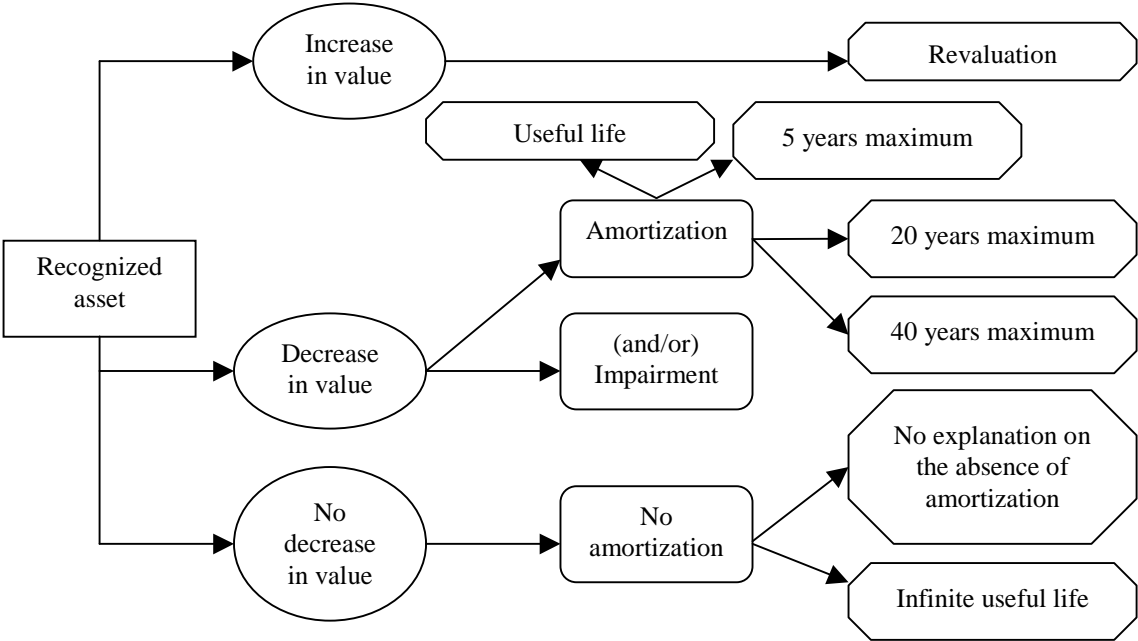 Increase
in value
Revaluation
Useful life
5 years maximum
Amortization
20 years maximum
Recognized
asset
40 years maximum
Decrease
in value
(and/or)
Impairment
No explanation on
the absence of
amortization
No
decrease
in value
No
amortization
Infinite useful life